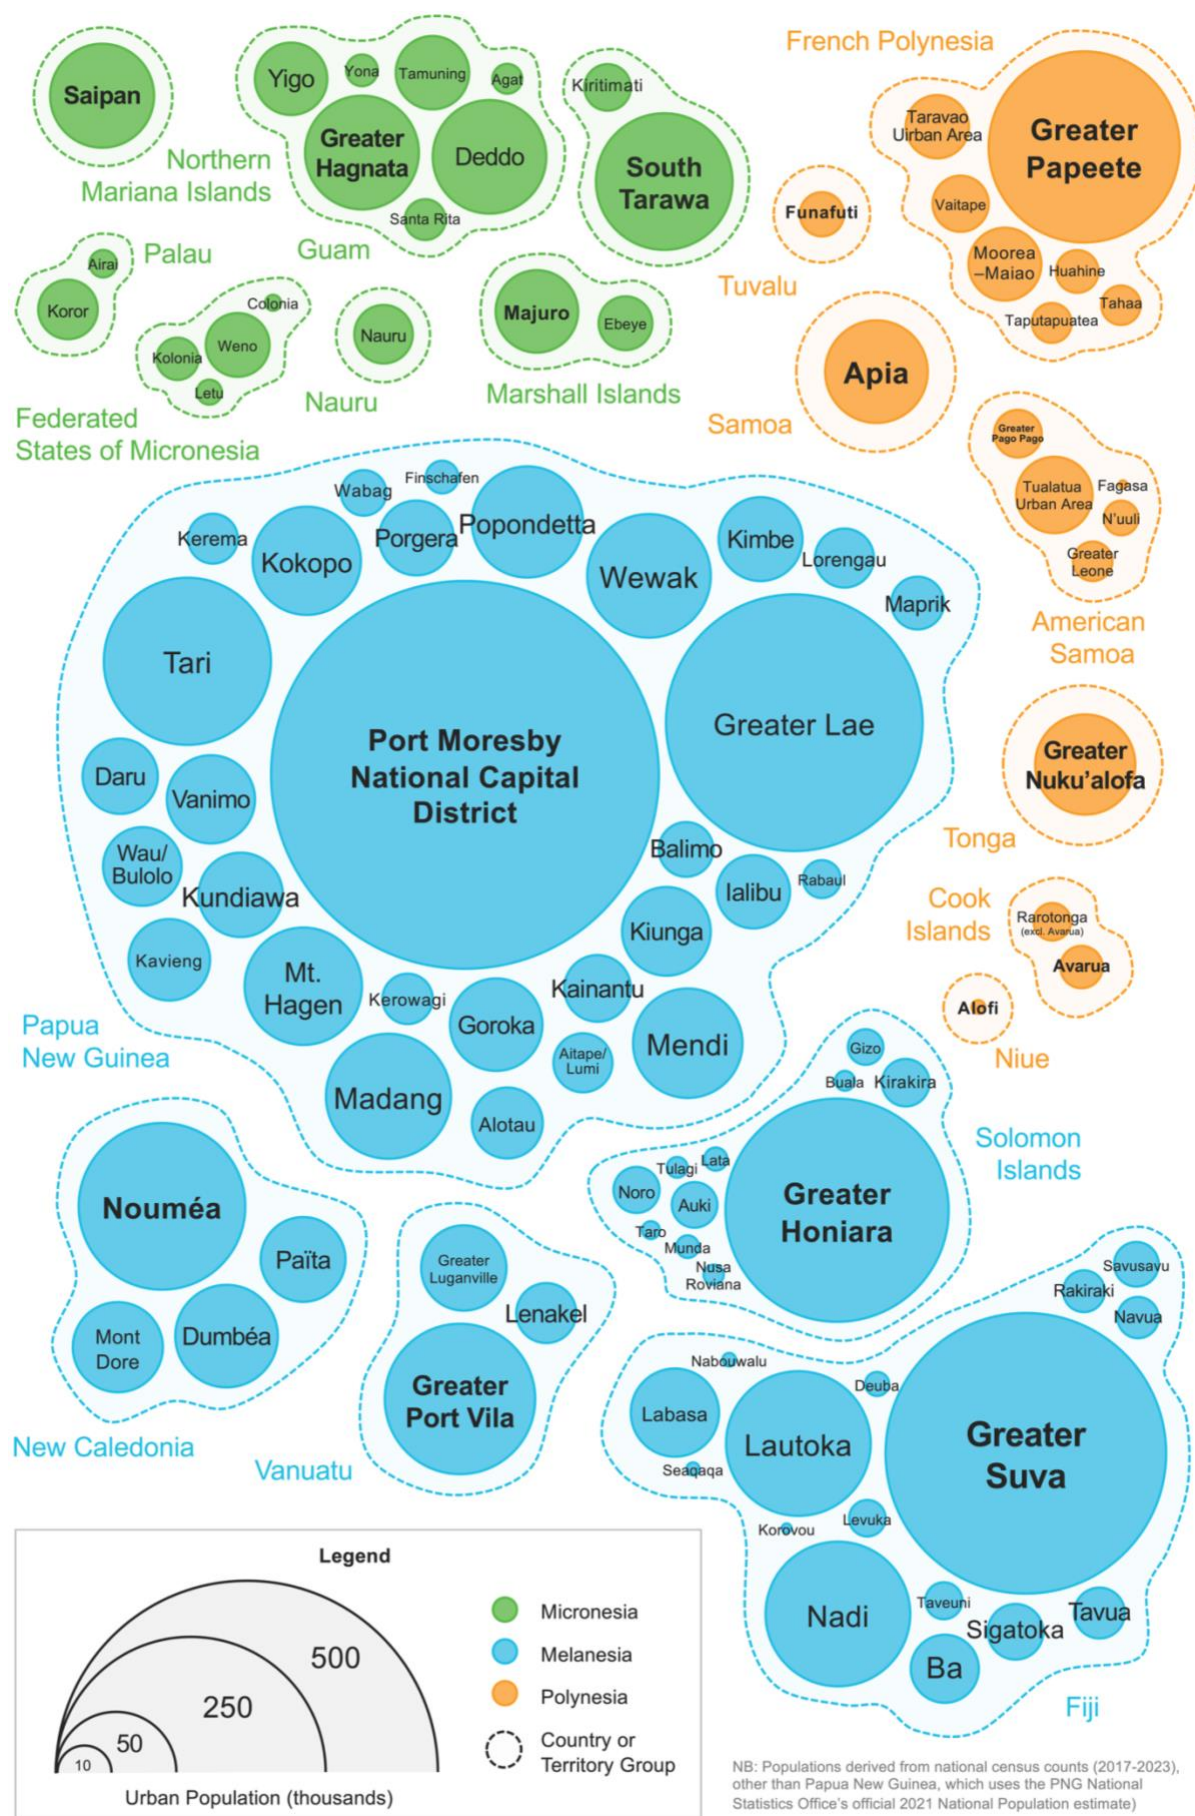 Saipan
Northern
Mariana Islands
Yigo
Yona
Tamuning
Agat
Greater
Hagnata
Deddo
Santa Rita
Guam
Kiritimati
South
Tarawa
French Polynesia
Taravao
Uirban Area
Greater
Papeete
Vaitape
Moorea
–Maiao
Huahine
Tahaa
Taputapuatea
Funafuti
Tuvalu
Airai
Koror
Palau
Colonia
Weno
Kolonia
Letu
Federated
States of Micronesia
Nauru
Nauru
Majuro
Ebeye
Marshall Islands
Apia
Samoa
Greater
Pago Pago
Tualatua
Urban Area
Fagasa
N'uuli
Greater
Leone
American
Samoa
Wabag
Finschafen
Kerema
Kokopo
Porgera
Popondetta
Wewak
Kimbe
Lorengau
Maprik
Tari
Port Moresby
National Capital
District
Greater Lae
Daru
Vanimo
Wau/
Bulolo
Kundiawa
Kavieng
Mt.
Hagen
Kerowagi
Goroka
Kainantu
Kiunga
Balimo
Ialibu
Rabaul
Aitape/
Lumi
Mendi
Madang
Alotau
Papua
New Guinea
Greater
Nuku’alofa
Tonga
Cook
Islands
Rarotonga
(excl. Avarua)
Avarua
Alofi
Niue
Gizo
Buala
Kirakira
Tulagi
Lata
Noro
Auki
Taro
Munda
Nusa
Roviana
Greater
Honiara
Solomon
Islands
Nouméa
Païta
Mont
Dore
Dumbéa
New Caledonia
Greater
Luganville
Lenakel
Greater
Port Vila
Vanuatu
Savusavu
Rakiraki
Navua
Nabouwalu
Deuba
Labasa
Lautoka
Greater
Suva
Seaqaqa
Korovou
Levuka
Nadi
Taveuni
Sigatoka
Tavua
Ba
Fiji
Legend
500
250
50
10
Urban Population (thousands)
Micronesia
Melanesia
Polynesia
Country or
Territory Group
NB: Populations derived from national census counts (2017-2023),
other than Papua New Guinea, which uses the PNG National
Statistics Office's official 2021 National Population estimate)